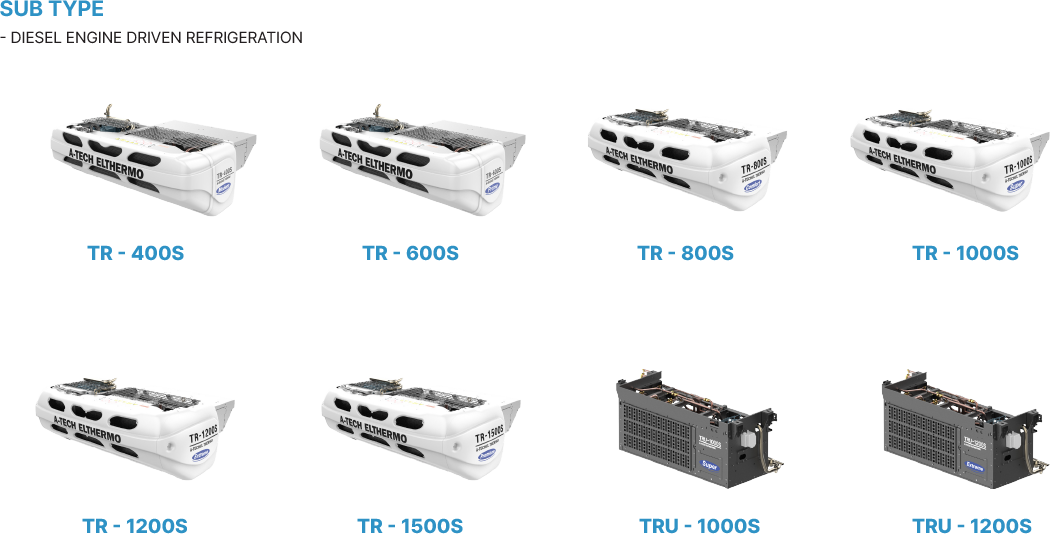 SUB TYPE
- DIESEL ENGINE DRIVEN REFRIGERATION
A-TECH ELTHERMO
TR-400S
A-TECH ELTHERMO
TR-600S
A-TECH ELTHERMO
TR-800S
A-TECH ELTHERMO
TR-1000S
Super
TR - 400S
TR - 600S
TR - 800S
TR - 1000S
A-TECH ELTHERMO
TR-1200S
Extreme
A-TECH ELTHERMO
TR-1500S
TRU-1000S
Super
TRU-1200S
Extreme
TR - 1200S
TR - 1500S
TRU - 1000S
TRU - 1200S